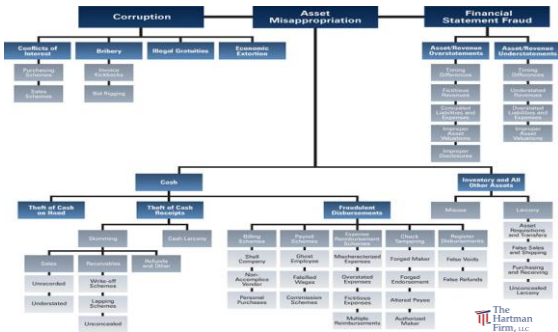 Corruption
Asset
Misappropriation
Financial
Statement Fraud
Conflicts of
Interest
Bribery
Illegal Gratuities
Economic
Extortion
Asset/Revenue
Overstatements
Asset/Revenue
Understatements
Purchasing
Schemes
Sales
Schemes
Invoice
Kickbacks
Bid Rigging
Timing
Differences
Fictitious
Revenues
Concealed
Liabilities and
Expenses
Improper
Asset
Valuations
Improper
Disclosures
Timing
Differences
Understated
Revenues
Overstated
Liabilities and
Expenses
Improper
Asset
Valuations
Cash
Inventory and All
Other Assets
Theft of Cash
on Hand
Theft of Cash
Receipts
Fraudulent
Disbursements
Misuse
Larceny
Skimming
Cash Larceny
Billing
Schemes
Payroll
Schemes
Expense
Reimbursement
Schemes
Check
Tampering
Register
Disbursements
Asset
Requisitions
and Transfers
False Sales
and Shipping
Purchasing and
Receiving
Unconcealed
Larceny
Sales
Receivables
Refunds
and Other
Unrecorded
Understated
Write-off
Schemes
Lapping
Schemes
Unconcealed
Shell
Company
Non-
Accomplice
Vendor
Personal
Purchases
Ghost
Employee
Falsified
Wages
Commission
Schemes
Mischaracterized
Expenses
Overstated
Expenses
Fictitious
Expenses
Multiple
Reimbursements
Forged Maker
Forged
Endorsement
Altered Payee
Authorized
Maker
False Voids
False Refunds
The
Hartman
Firm, LLC